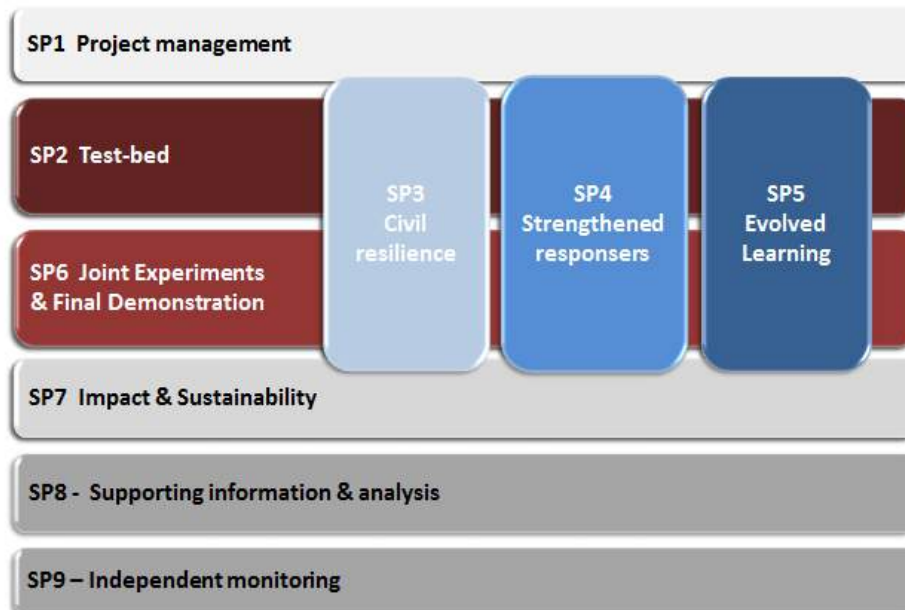 SP1 Project management
SP2 Test-bed
SP3
Civil
resilience
SP4
Strengthened
responsers
SP5
Evolved
Learning
SP6 Joint Experiments
& Final Demonstration
SP7 Impact & Sustainability
SP8 - Supporting information & analysis
SP9 – Independent monitoring